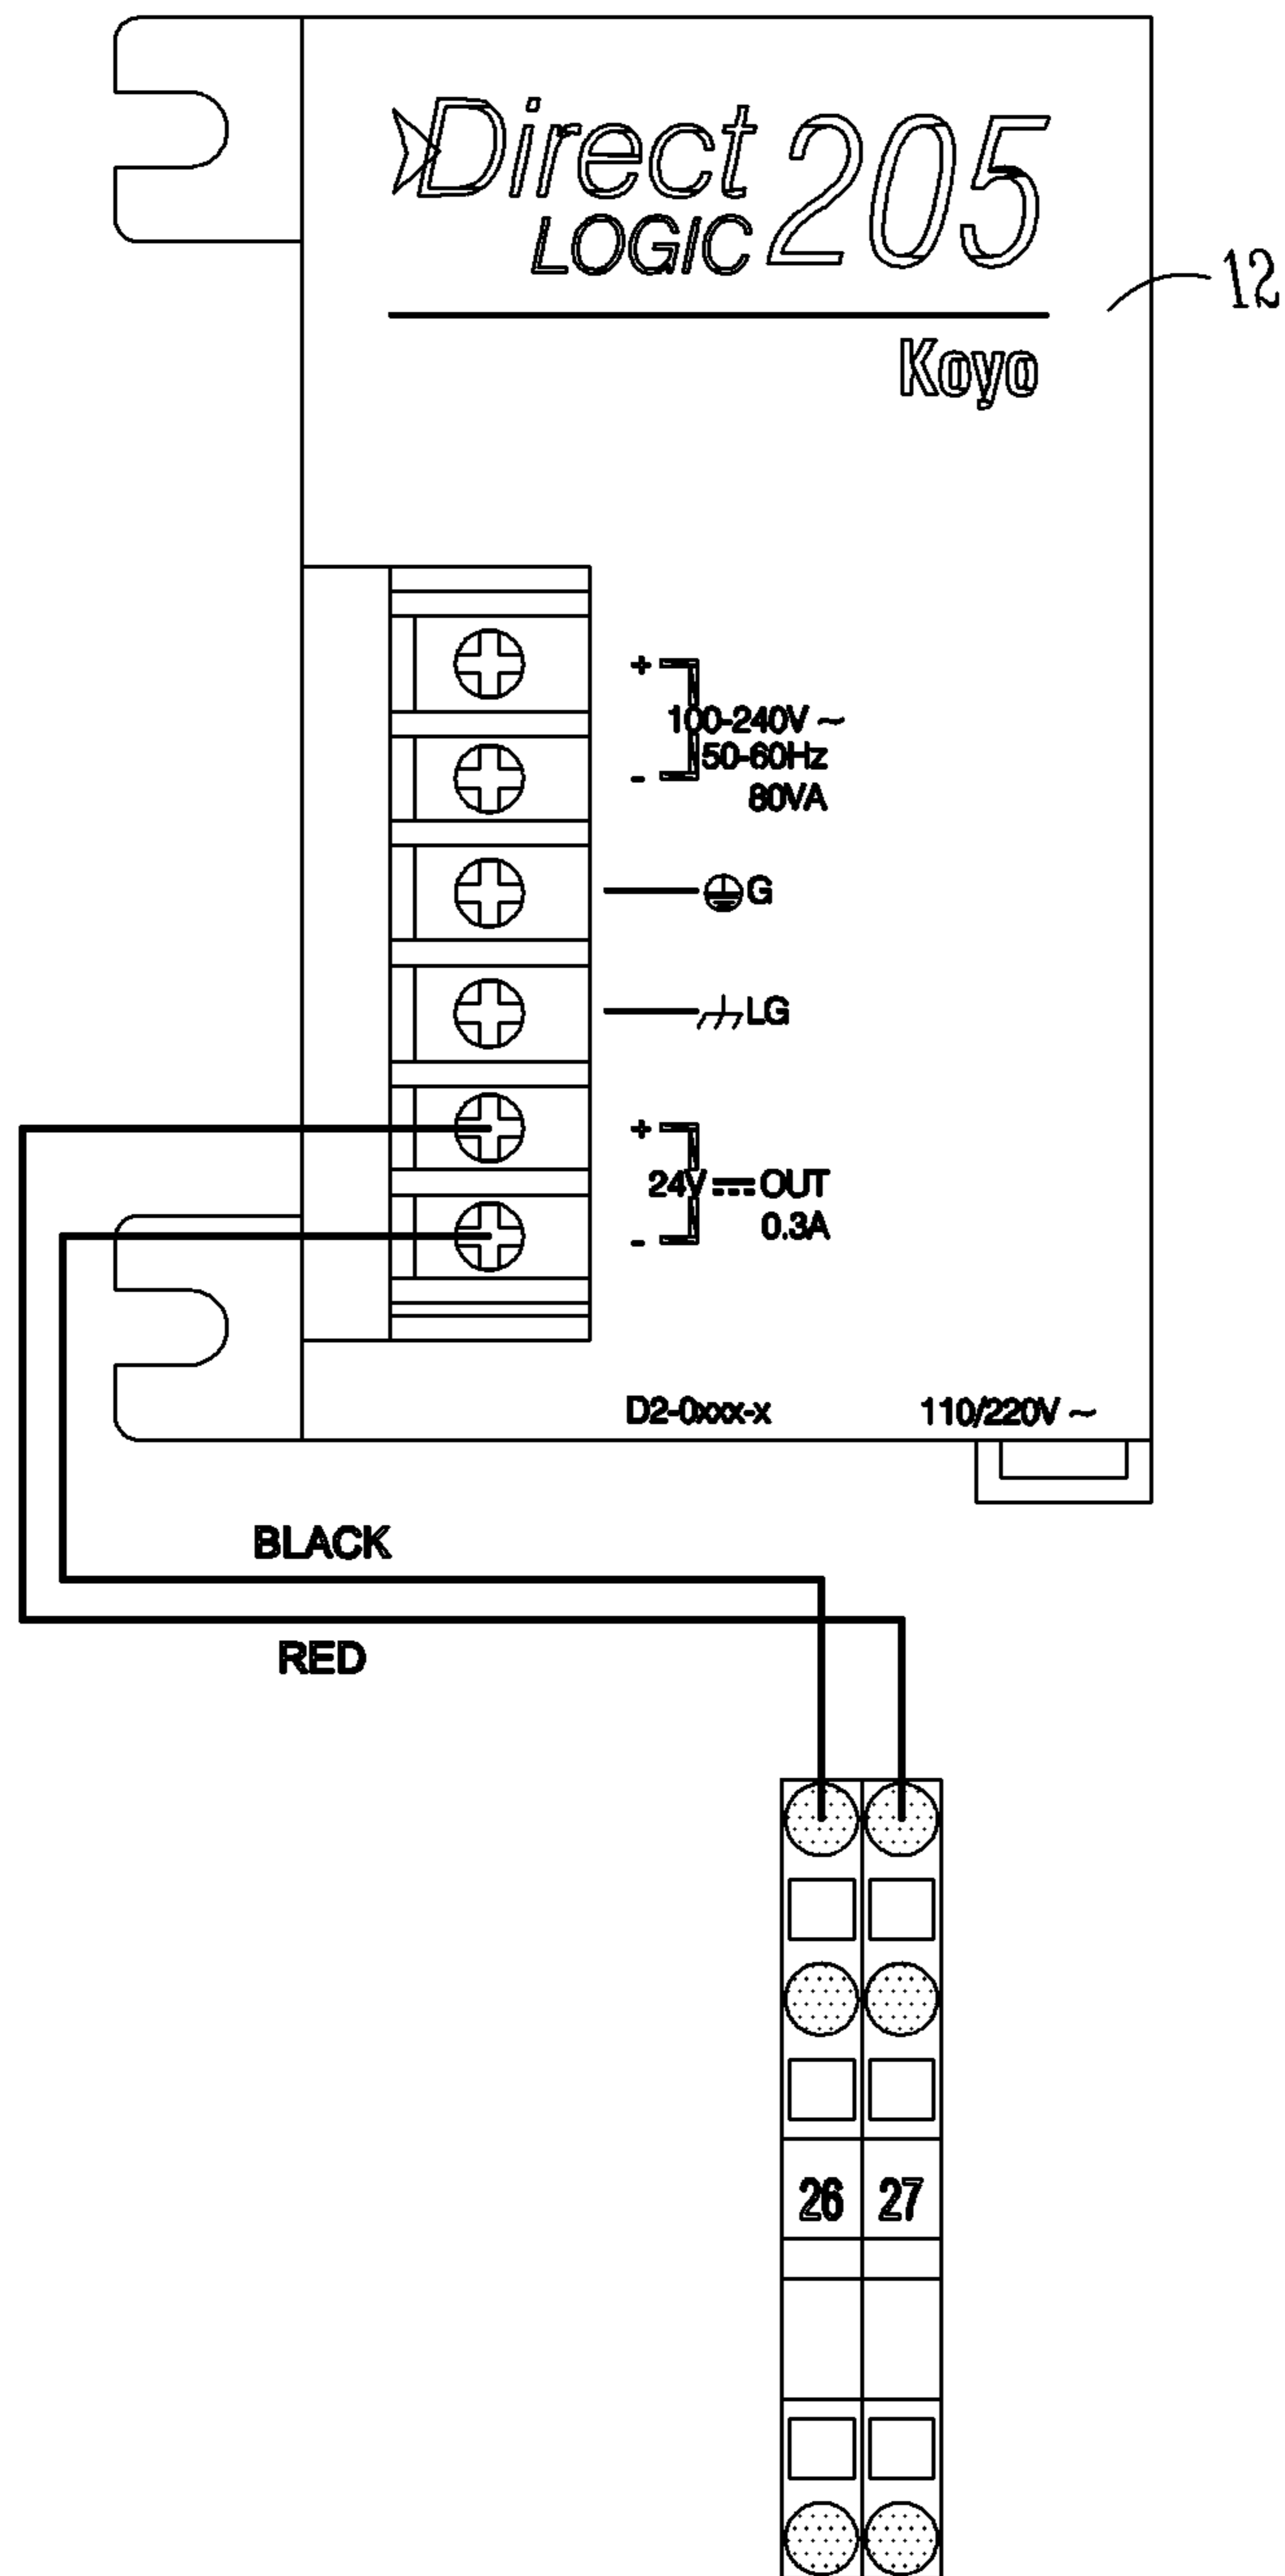 Direct
LOGIC
205
12
Koyo
+
100-240V ~
50-60Hz
-
80VA
G
LG
+
24V OUT
0.3A
-
D2-0xxx-x
110/220V ~
BLACK
RED
26
27